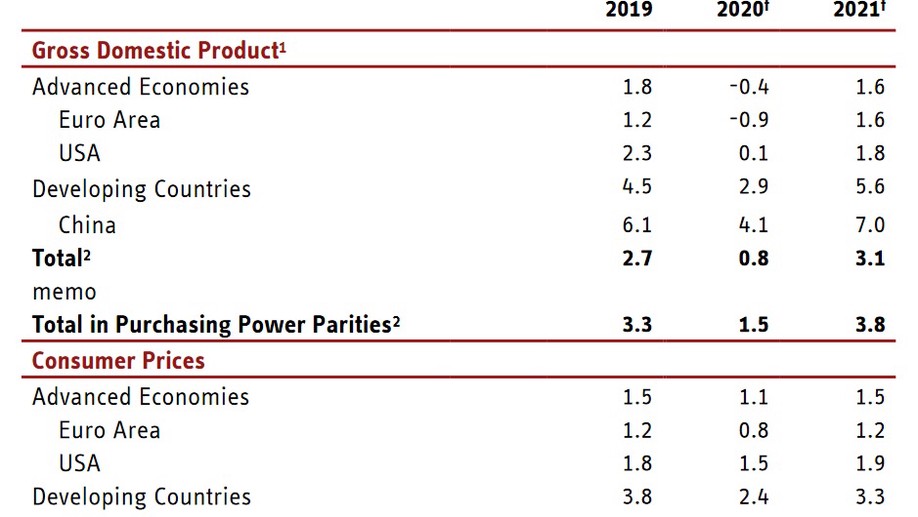 2019 2020ᶠ 2021ᶠ
Gross Domestic Product¹
Advanced Economies 1.8 -0.4 1.6
Euro Area 1.2 -0.9 1.6
USA 2.3 0.1 1.8
Developing Countries 4.5 2.9 5.6
China 6.1 4.1 7.0
Total² 2.7 0.8 3.1
memo
Total in Purchasing Power Parities² 3.3 1.5 3.8
Consumer Prices
Advanced Economies 1.5 1.1 1.5
Euro Area 1.2 0.8 1.2
USA 1.8 1.5 1.9
Developing Countries 3.8 2.4 3.3